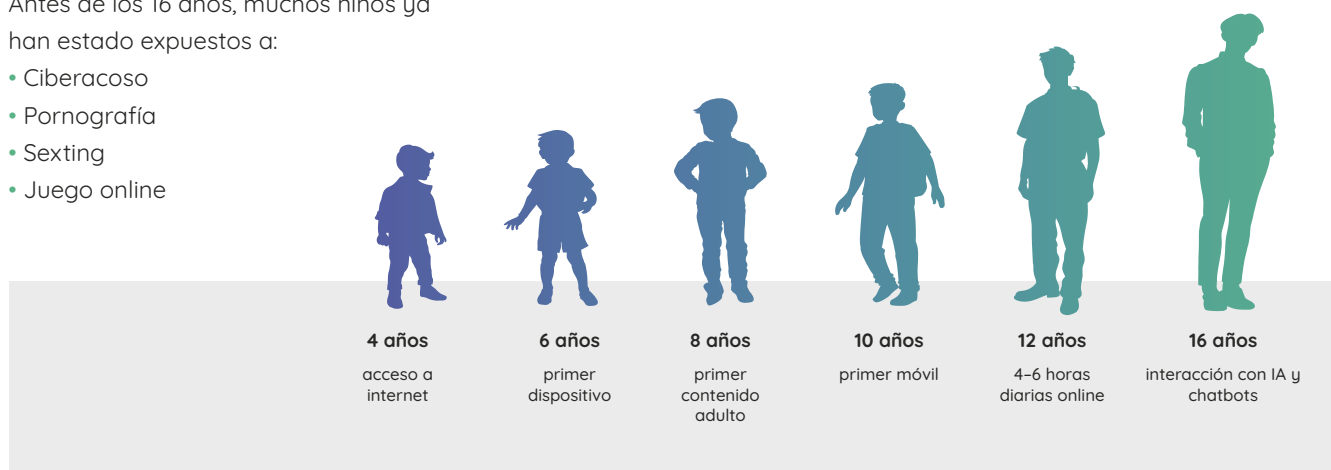 Antes de los 16 años, muchos niños ya
han estado expuestos a:
• Ciberacoso
• Pornografía
• Sexting
• Juego online
4 años
acceso a
internet
6 años
primer
dispositivo
8 años
primer
contenido
adulto
10 años
primer móvil
12 años
4–6 horas
diarias online
16 años
interacción con IA y
chatbots